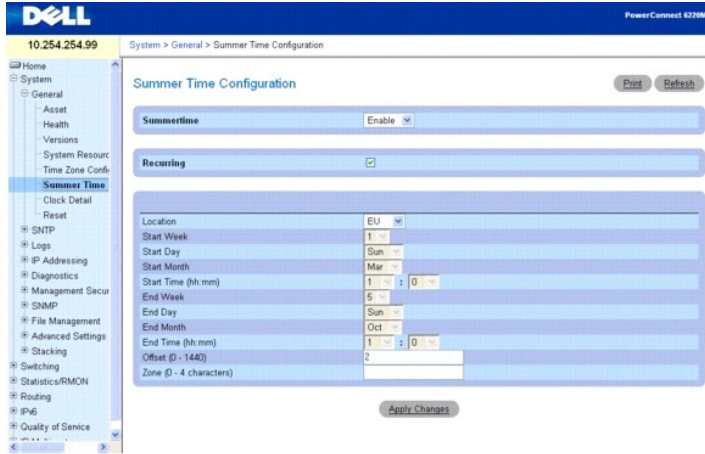 DELL
PowerConnect 6220M
10.254.254.99
System > General > Summer Time Configuration
Home
System
General
Asset
Health
Versions
System Resourc
Time Zone Config
Summer Time
Clock Detail
Reset
SNTP
Logs
IP Addressing
Diagnostics
Management Secur
SNMP
File Management
Advanced Settings
Stacking
Switching
Statistics/RMON
Routing
IPv6
Quality of Service
Summer Time Configuration
Print Refresh
Summertime Enable
Recurring
Location EU
Start Week 1
Start Day Sun
Start Month Mar
Start Time (hh:mm) 1 : 0
End Week 5
End Day Sun
End Month Oct
End Time (hh:mm) 1 : 0
Offset (0 - 1440) 2
Zone (0 - 4 characters)
Apply Changes